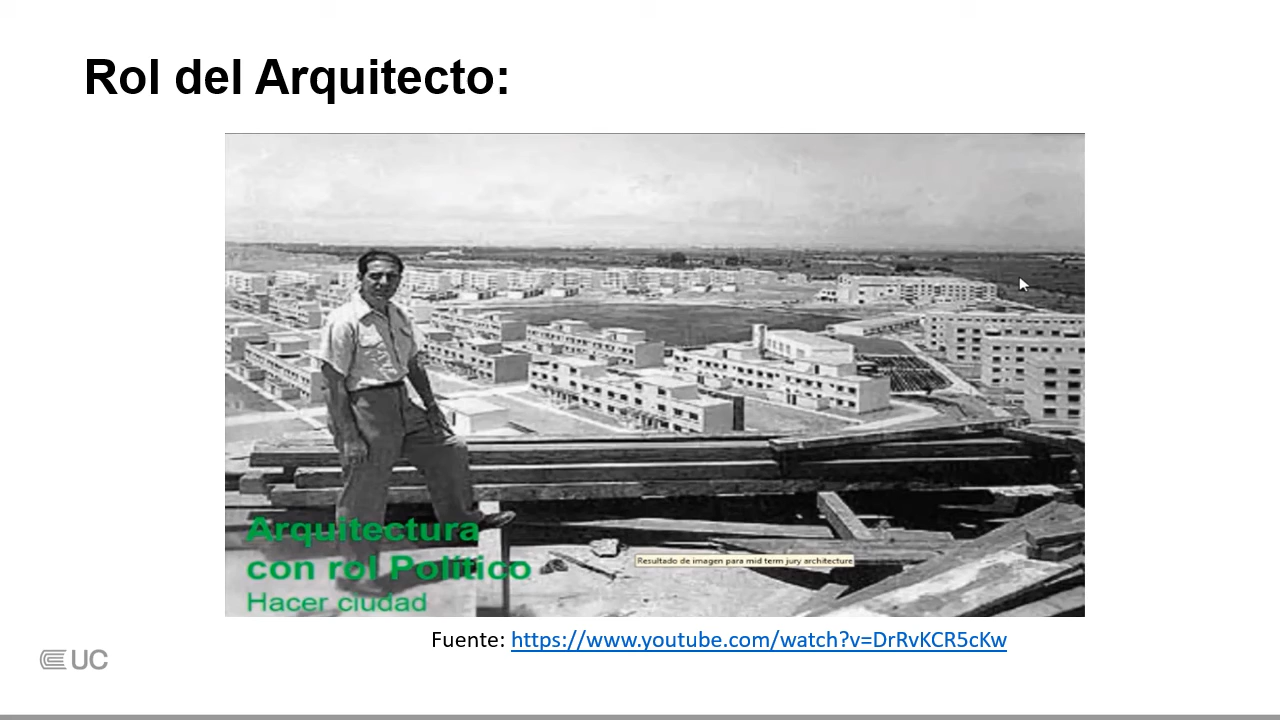 Rol del Arquitecto:
Arquitectura
con rol Político
Hacer ciudad
Resultado de imagen para mid term jury architecture
Fuente: https://www.youtube.com/watch?v=DrRvKCR5cKw
UC